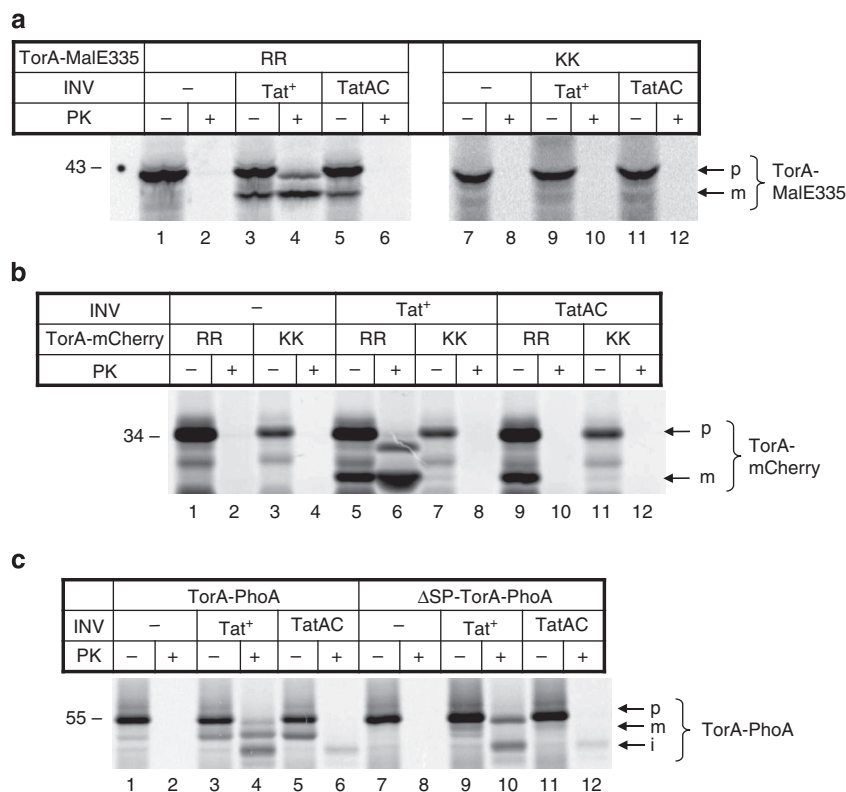 a
TorA-MalE335 RR KK
INV – Tat+ TatAC – Tat+ TatAC
PK – + – + – + – + – + – +
43 –
p
m
TorA-
MalE335
1 2 3 4 5 6 7 8 9 10 11 12
b
INV – Tat+ TatAC
TorA-mCherry RR KK RR KK RR KK
PK – + – + – + – + – + – +
34 –
p
m
TorA-
mCherry
1 2 3 4 5 6 7 8 9 10 11 12
c
TorA-PhoA ΔSP-TorA-PhoA
INV – Tat+ TatAC – Tat+ TatAC
PK – + – + – + – + – + – +
55 –
p
m
i
TorA-PhoA
1 2 3 4 5 6 7 8 9 10 11 12